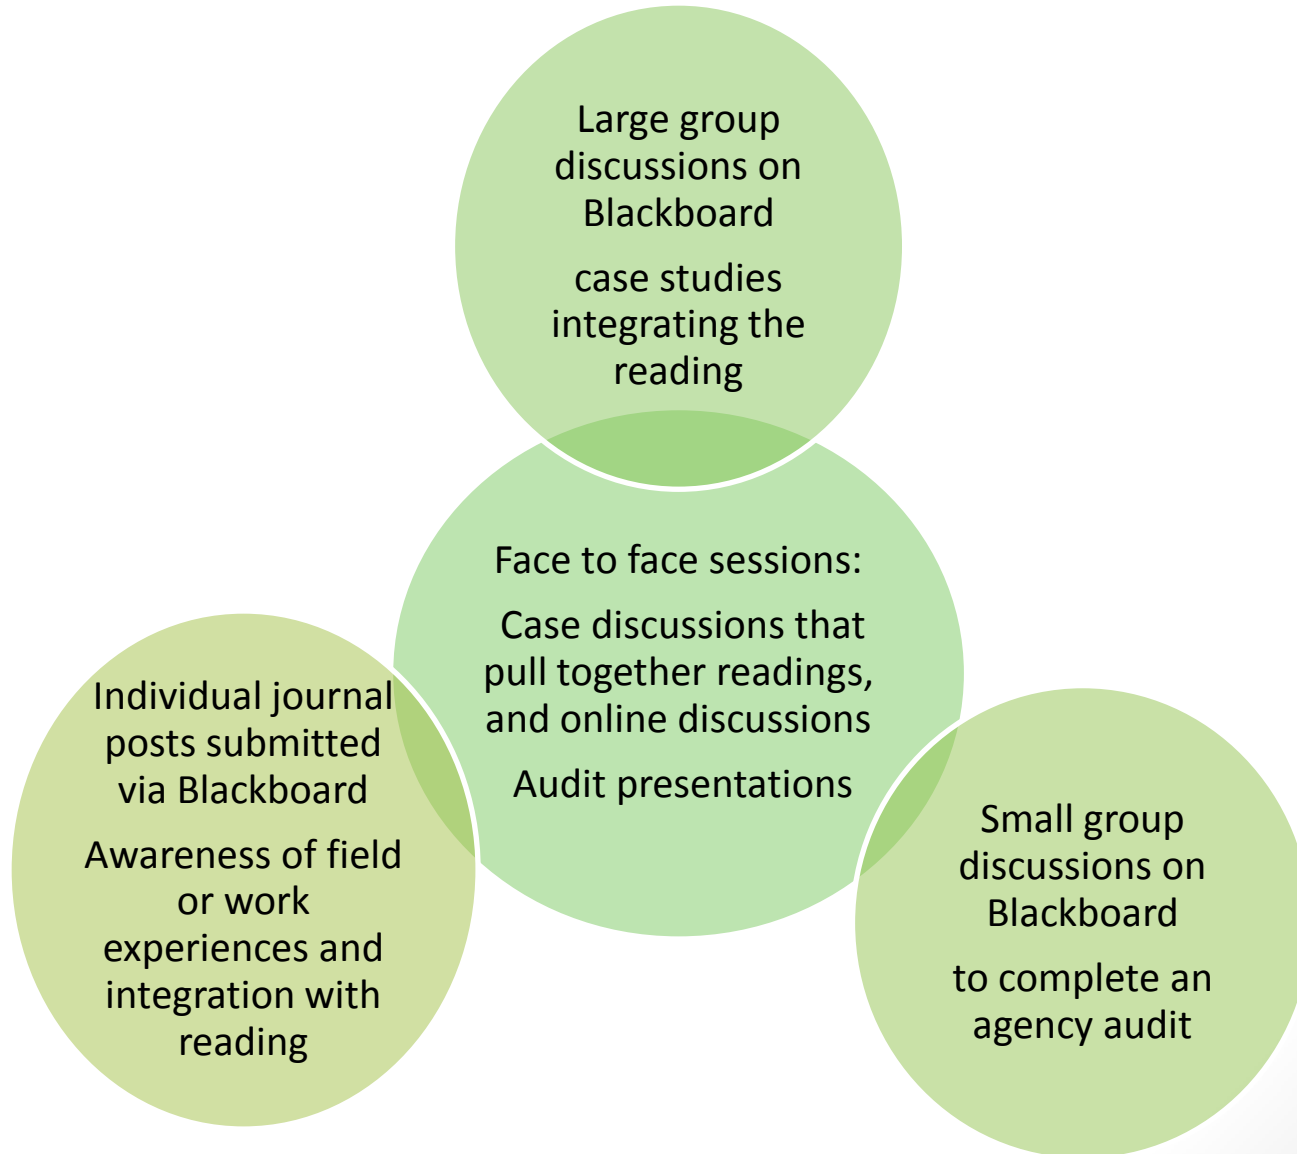 Large group
discussions on
Blackboard
case studies
integrating the
reading
Face to face sessions:
Case discussions that
pull together readings,
and online discussions
Audit presentations
Individual journal
posts submitted
via Blackboard
Awareness of field
or work
experiences and
integration with
reading
Small group
discussions on
Blackboard
to complete an
agency audit